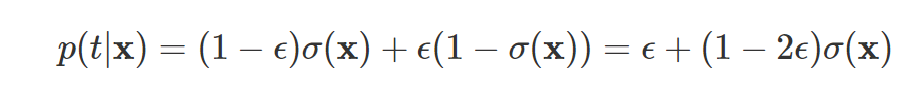 p(t|x) = (1 − ϵ)σ(x) + ϵ(1 − σ(x)) = ϵ + (1 − 2ϵ)σ(x)